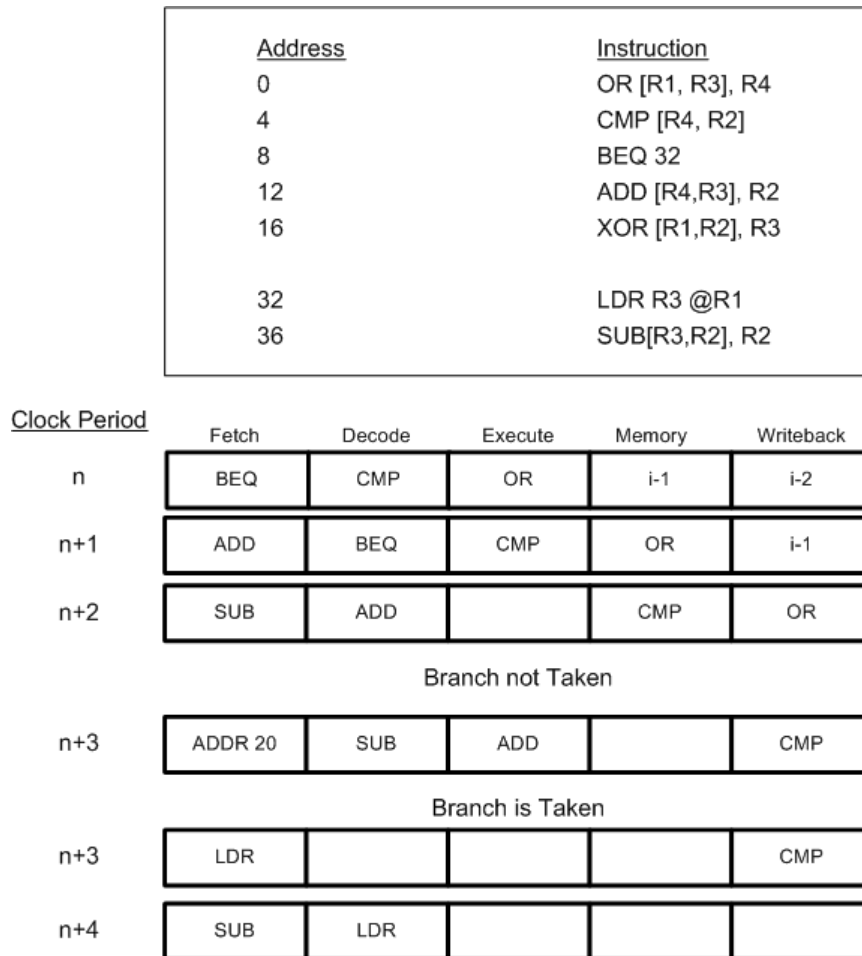 Address Instruction
0 OR [R1, R3], R4
4 CMP [R4, R2]
8 BEQ 32
12 ADD [R4,R3], R2
16 XOR [R1,R2], R3
32 LDR R3 @R1
36 SUB[R3,R2], R2
Clock Period Fetch Decode Execute Memory Writeback
n BEQ CMP OR i-1 i-2
n+1 ADD BEQ CMP OR i-1
n+2 SUB ADD CMP OR
Branch not Taken
n+3 ADDR 20 SUB ADD CMP
Branch is Taken
n+3 LDR CMP
n+4 SUB LDR